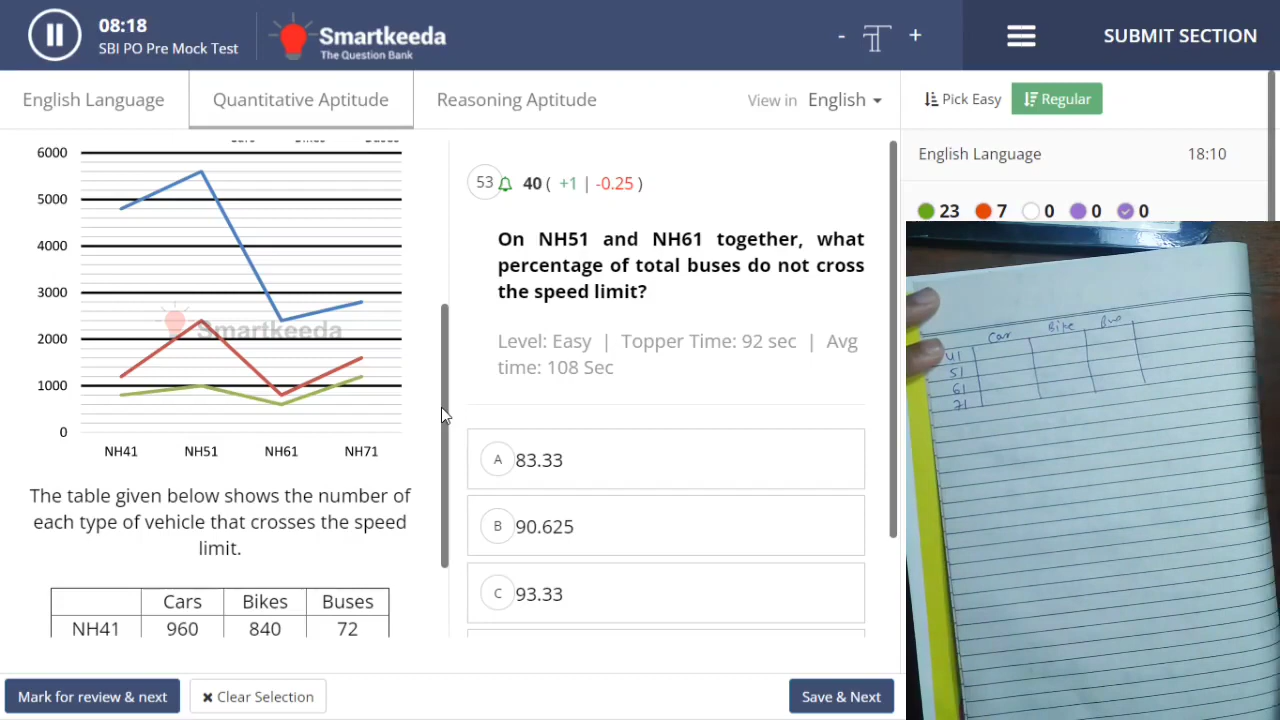 08:18
SBI PO Pre Mock Test
Smartkeeda
The Question Bank
- T +
SUBMIT SECTION
English Language
Quantitative Aptitude
Reasoning Aptitude
View in English
Pick Easy
Regular
English Language 18:10
23 7 0 0 0
6000
5000
4000
3000
2000
1000
0
NH41 NH51 NH61 NH71
Smartkeeda
The table given below shows the number of
each type of vehicle that crosses the speed
limit.
Cars Bikes Buses
NH41 960 840 72
53 40 ( +1 | -0.25 )
On NH51 and NH61 together, what
percentage of total buses do not cross
the speed limit?
Level: Easy | Topper Time: 92 sec | Avg
time: 108 Sec
A 83.33
B 90.625
C 93.33
Mark for review & next
Clear Selection
Save & Next
Car Bike Bus
41
51
61
71